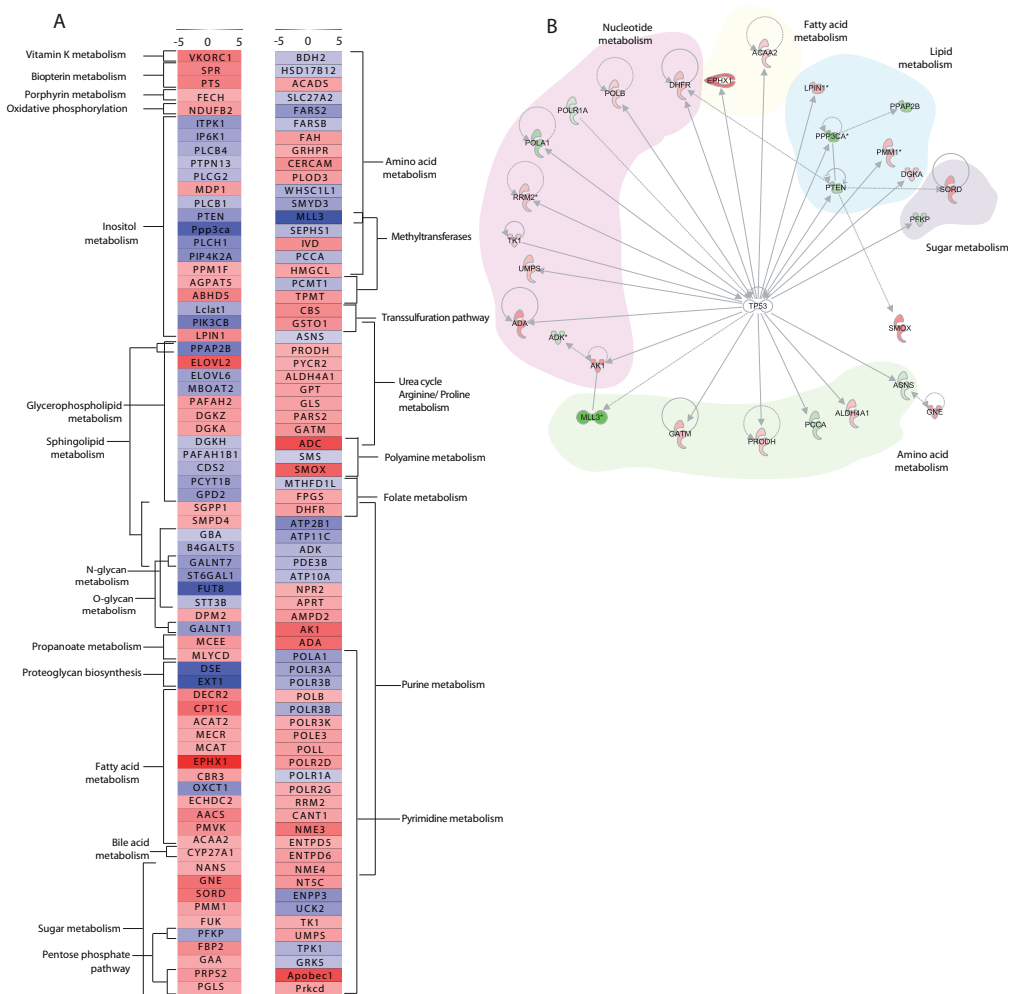 A
-5 0 5
-5 0 5
Vitamin K metabolism
Biopterin metabolism
Porphyrin metabolism
Oxidative phosphorylation
Inositol
metabolism
Glycerophospholipid
metabolism
Sphingolipid
metabolism
N-glycan
metabolism
O-glycan
metabolism
Propanoate metabolism
Proteoglycan biosynthesis
Fatty acid
metabolism
Bile acid
metabolism
Sugar metabolism
Pentose phosphate
pathway
VKORC1
SPR
PTS
FECH
NDUFB2
ITPK1
IP6K1
PLCB4
PTPN13
PLCG2
MDP1
PLCB1
PTEN
Ppp3ca
PLCH1
PIP4K2A
PPM1F
AGPAT5
ABHD5
Lclat1
PIK3CB
LPIN1
PPAP2B
ELOVL2
ELOVL6
MBOAT2
PAFAH2
DGKZ
DGKA
DGKH
PAFAH1B1
CDS2
PCYT1B
GPD2
SGPP1
SMPD4
GBA
B4GALT5
GALNT7
ST6GAL1
FUT8
STT3B
DPM2
GALNT1
MCEE
MLYCD
DSE
EXT1
DECR2
CPT1C
ACAT2
MECR
MCAT
EPHX1
CBR3
OXCT1
ECHDC2
AACS
PMVK
ACAA2
CYP27A1
NANS
GNE
SORD
PMM1
FUK
PFKP
FBP2
GAA
PRPS2
PGLS
BDH2
HSD17B12
ACADS
SLC27A2
FARS2
FARSB
FAH
GRHPR
CERCAM
PLOD3
WHSC1L1
SMYD3
MLL3
SEPHS1
IVD
PCCA
HMGCL
PCMT1
TPMT
CBS
GSTO1
ASNS
PRODH
PYCR2
ALDH4A1
GPT
GLS
PARS2
GATM
ADC
SMS
SMOX
MTHFD1L
FPGS
DHFR
ATP2B1
ATP11C
ADK
PDE3B
ATP10A
NPR2
APRT
AMPD2
AK1
ADA
POLA1
POLR3A
POLR3B
POLB
POLR3B
POLR3K
POLE3
POLL
POLR2D
POLR1A
POLR2G
RRM2
CANT1
NME3
ENTPD5
ENTPD6
NME4
NT5C
ENPP3
UCK2
TK1
UMPS
TPK1
GRK5
Apobec1
Prkcd
Amino acid
metabolism
Methyltransferases
Transsulfuration pathway
Urea cycle
Arginine/ Proline
metabolism
Polyamine metabolism
Folate metabolism
Purine metabolism
Pyrimidine metabolism
B
Nucleotide
metabolism
Fatty acid
metabolism
Lipid
metabolism
Sugar metabolism
Amino acid
metabolism
ACAA2
EPHX1
DHFR
POLB
POLR1A
POLA1
RRM2*
TK1
UMPS
ADA
ADK*
AK1
MLL3*
GATM
PRODH
PCCA
ALDH4A1
ASNS
GNE
SMOX
TP53
LPIN1*
PPAP2B
PPP3CA*
PMM1*
DGKA
PTEN
SORD
PFKP